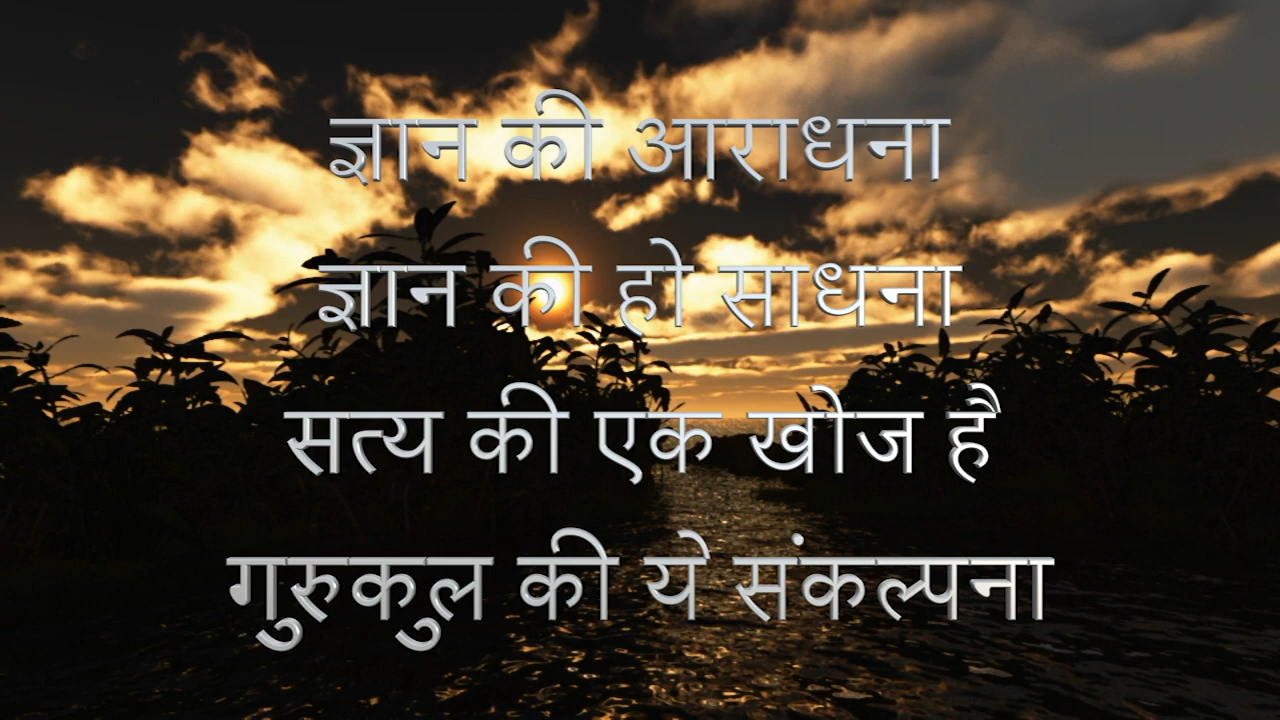 ज्ञान की आराधना
ज्ञान की हो साधना
सत्य की एक खोज है
गुरुकुल की ये संकल्पना